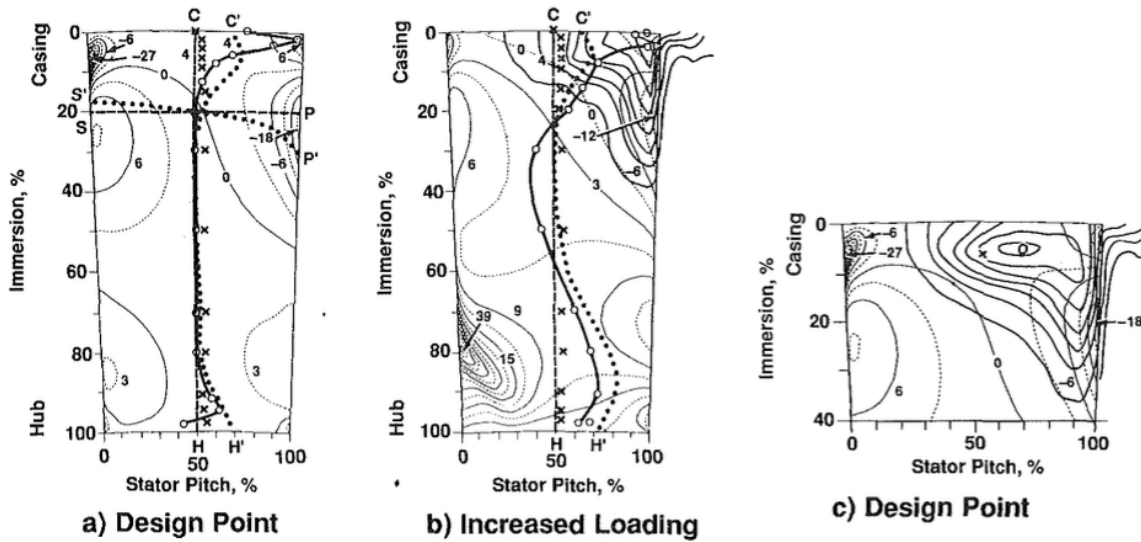 C
C'
0
4
4
-6
-27
6
0
S'
20
S
P
-18
P'
-6
6
0
40
60
80
3
3
100
Casing
Immersion, %
Hub
0
H
50
H'
100
Stator Pitch, %
a) Design Point
C
C'
0
0
4
0
20
-12
-6
6
3
40
60
39
9
80
15
100
Casing
Immersion, %
Hub
0
H
50
H'
100
Stator Pitch, %
b) Increased Loading
0
-6
-27
20
-18
0
-6
6
40
Casing
Immersion, %
0
50
100
Stator Pitch, %
c) Design Point